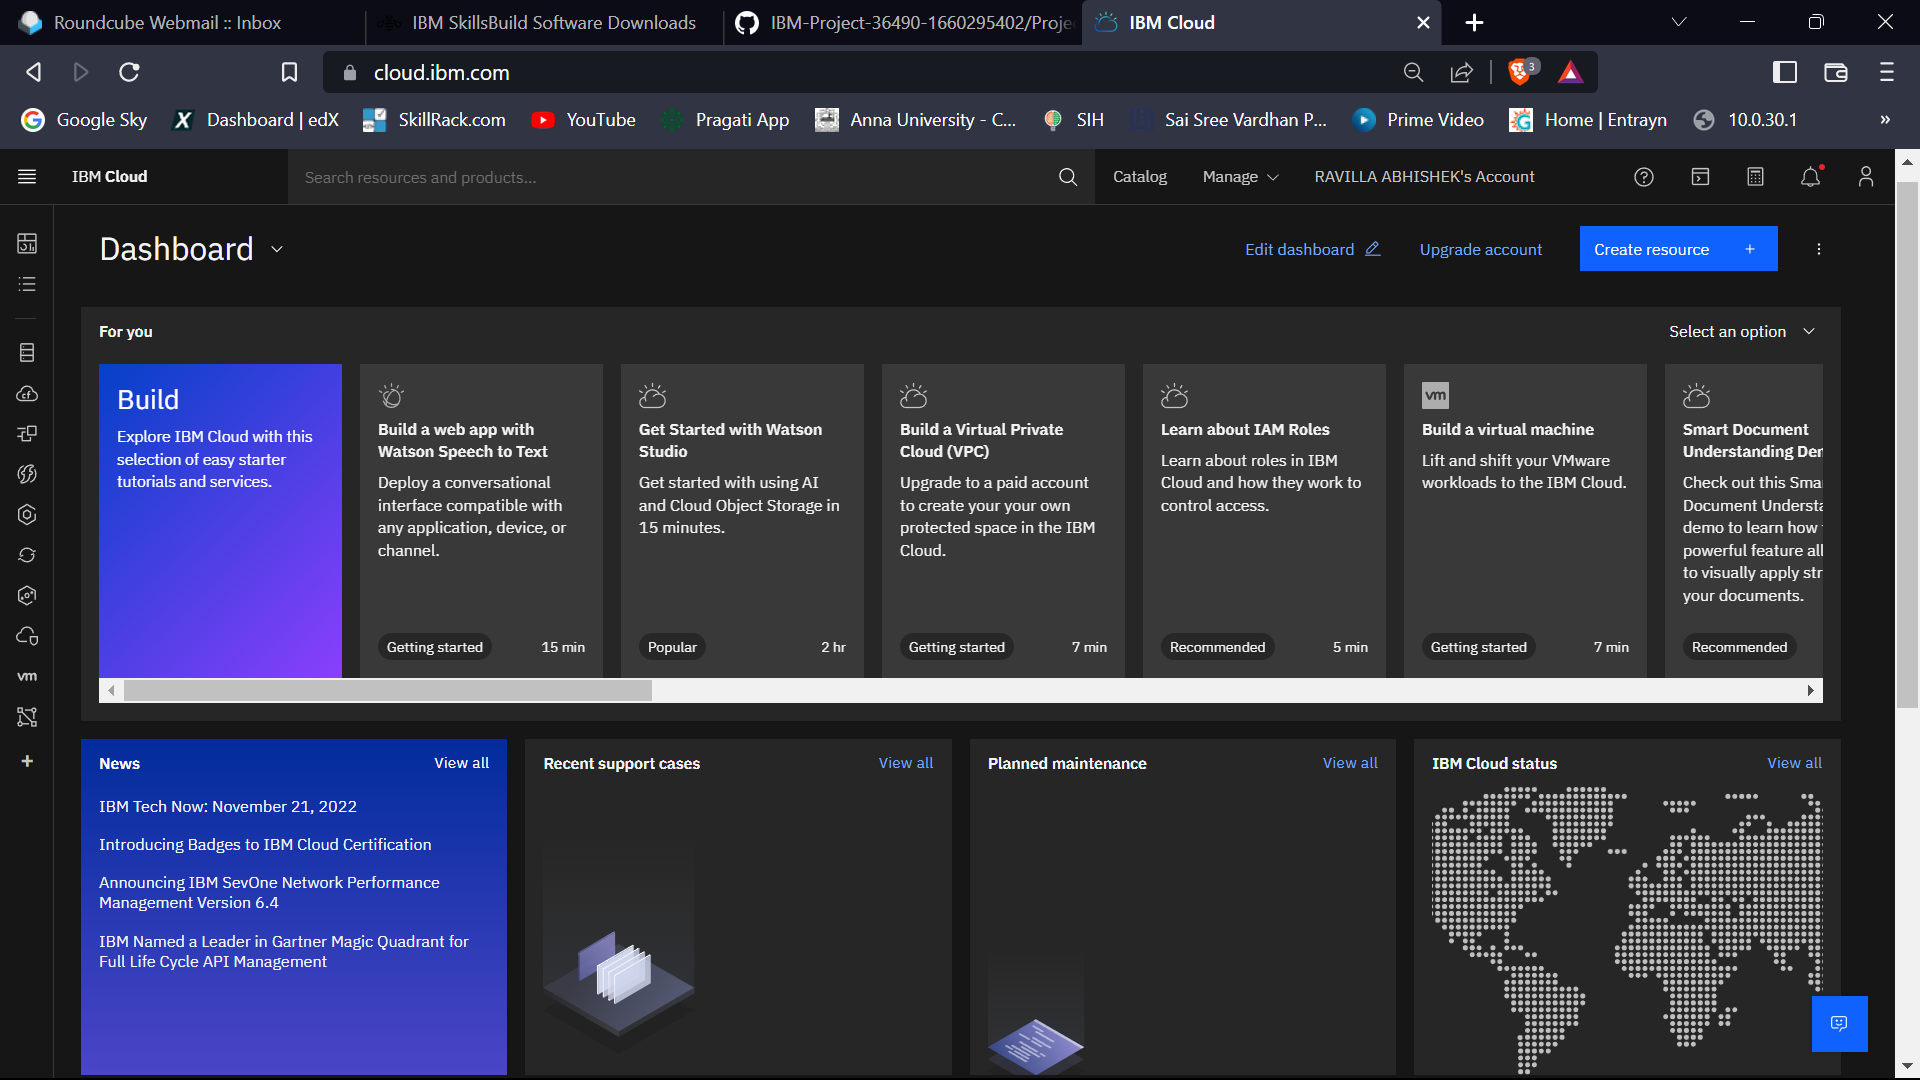 Roundcube Webmail :: Inbox
IBM SkillsBuild Software Downloads
IBM-Project-36490-1660295402/Proje
IBM Cloud
cloud.ibm.com
3
Google Sky
Dashboard | edX
SkillRack.com
YouTube
Pragati App
Anna University - C...
SIH
Sai Sree Vardhan P...
Prime Video
Home | Entrayn
10.0.30.1
»
IBM Cloud
Search resources and products...
Catalog
Manage
RAVILLA ABHISHEK's Account
Dashboard
Edit dashboard
Upgrade account
Create resource +
For you
Select an option
Build
Explore IBM Cloud with this
selection of easy starter
tutorials and services.
Build a web app with
Watson Speech to Text
Deploy a conversational
interface compatible with
any application, device, or
channel.
Getting started
15 min
Get Started with Watson
Studio
Get started with using AI
and Cloud Object Storage in
15 minutes.
Popular
2 hr
Build a Virtual Private
Cloud (VPC)
Upgrade to a paid account
to create your your own
protected space in the IBM
Cloud.
Getting started
7 min
Learn about IAM Roles
Learn about roles in IBM
Cloud and how they work to
control access.
Recommended
5 min
vm
Build a virtual machine
Lift and shift your VMware
workloads to the IBM Cloud.
Getting started
7 min
Smart Document
Understanding Der
Check out this Sma
Document Understa
demo to learn how
powerful feature all
to visually apply str
your documents.
Recommended
vm
News
View all
IBM Tech Now: November 21, 2022
Introducing Badges to IBM Cloud Certification
Announcing IBM SevOne Network Performance
Management Version 6.4
IBM Named a Leader in Gartner Magic Quadrant for
Full Life Cycle API Management
Recent support cases
View all
Planned maintenance
View all
IBM Cloud status
View all